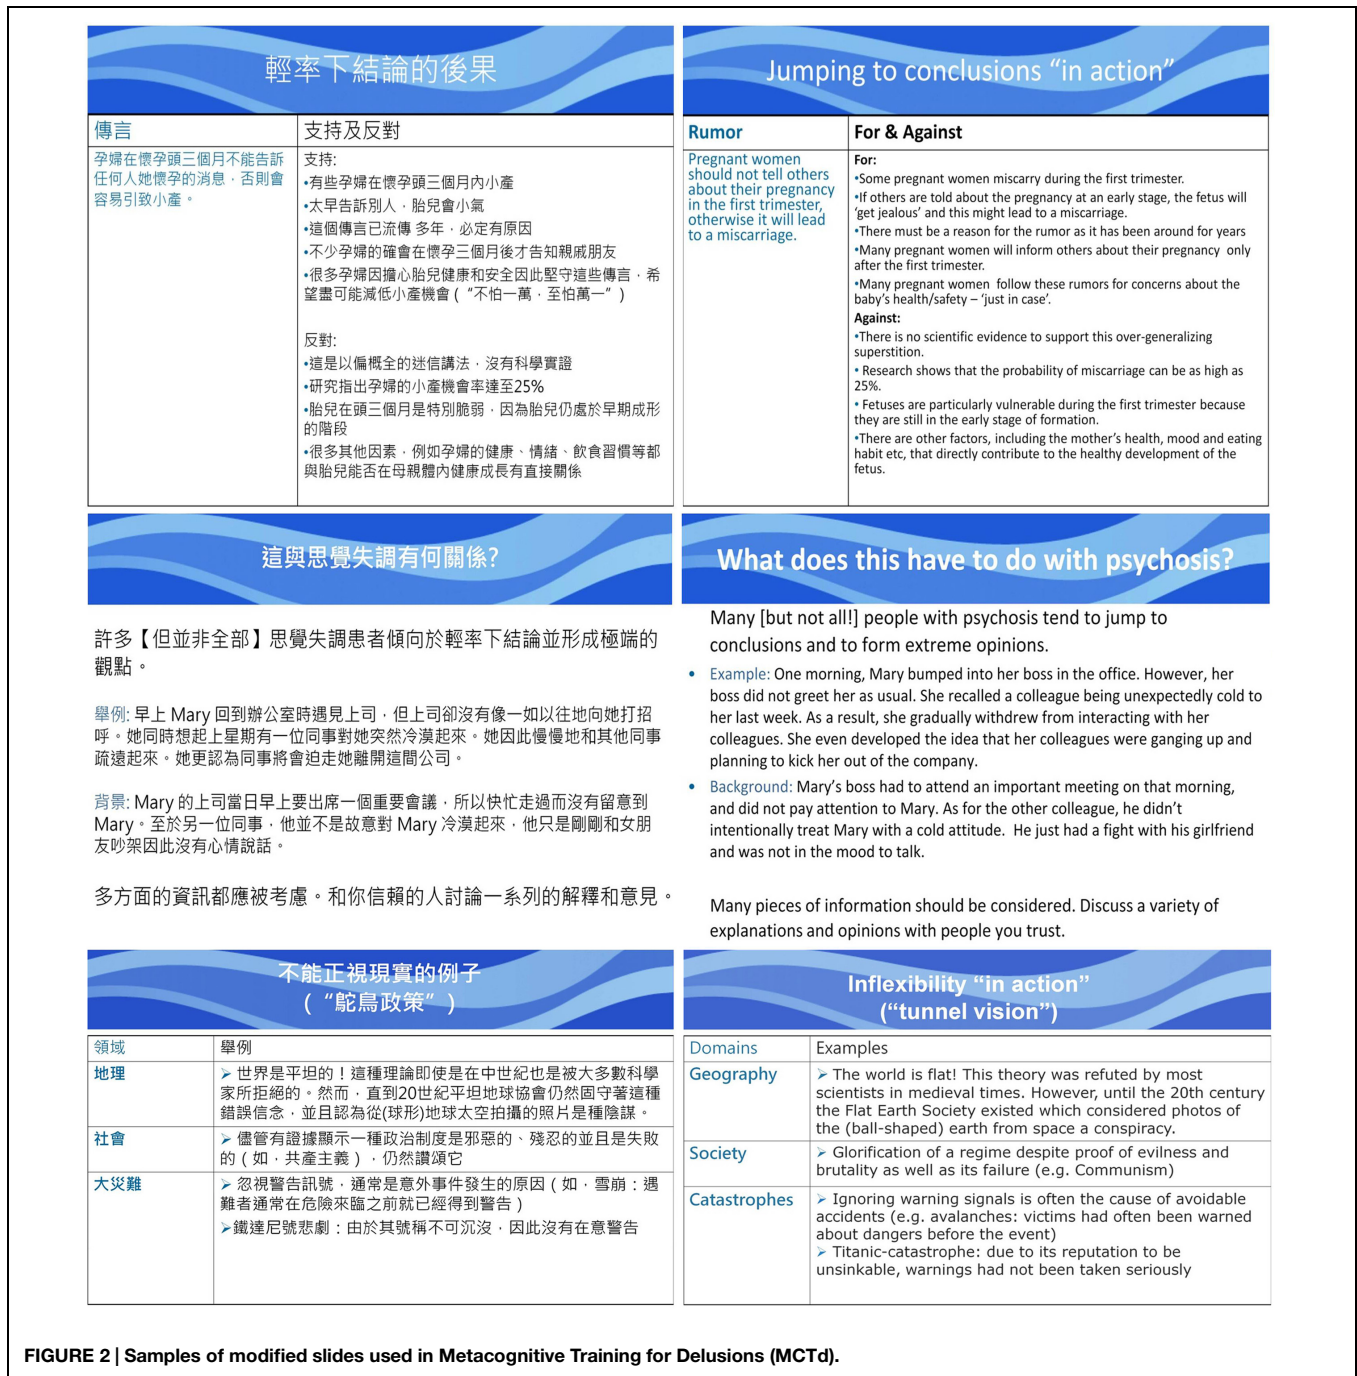 輕率下結論的後果
傳言
支持及反對
孕婦在懷孕頭三個月不能告訴
任何人她懷孕的消息，否則會
容易引致小產。
支持:
•有些孕婦在懷孕頭三個月內小產
•太早告訴別人，胎兒會小氣
•這個傳言已流傳 多年，必定有原因
•不少孕婦的確會在懷孕三個月後才告知親戚朋友
•很多孕婦因擔心胎兒健康和安全因此堅守這些傳言，希
望盡可能減低小產機會 (“不怕一萬，至怕萬一”)
反對:
•這是以偏概全的迷信講法，沒有科學實證
•研究指出孕婦的小產機會率達至25%
•胎兒在頭三個月是特別脆弱，因為胎兒仍處於早期成形
的階段
•很多其他因素，例如孕婦的健康、情緒、飲食習慣等都
與胎兒能否在母親體內健康成長有直接關係
Jumping to conclusions “in action”
Rumor
For & Against
Pregnant women
should not tell others
about their pregnancy
in the first trimester,
otherwise it will lead
to a miscarriage.
For:
•Some pregnant women miscarry during the first trimester.
•If others are told about the pregnancy at an early stage, the fetus will
‘get jealous’ and this might lead to a miscarriage.
•There must be a reason for the rumor as it has been around for years
•Many pregnant women will inform others about their pregnancy only
after the first trimester.
•Many pregnant women follow these rumors for concerns about the
baby’s health/safety – ‘just in case’.
Against:
•There is no scientific evidence to support this over-generalizing
superstition.
• Research shows that the probability of miscarriage can be as high as
25%.
• Fetuses are particularly vulnerable during the first trimester because
they are still in the early stage of formation.
•There are other factors, including the mother’s health, mood and eating
habit etc, that directly contribute to the healthy development of the
fetus.
這與思覺失調有何關係?
許多【但並非全部】思覺失調患者傾向於輕率下結論並形成極端的
觀點。
舉例: 早上 Mary 回到辦公室時遇見上司，但上司卻沒有像一如以往地向她打招
呼。她同時想起上星期有一位同事對她突然冷漠起來。她因此慢慢地和其他同事
疏遠起來。她更認為同事將會迫走她離開這間公司。
背景: Mary 的上司當日早上要出席一個重要會議，所以快忙走過而沒有留意到
Mary。至於另一位同事，他並不是故意對 Mary 冷漠起來，他只是剛剛和女朋
友吵架因此沒有心情說話。
多方面的資訊都應被考慮。和你信賴的人討論一系列的解釋和意見。
What does this have to do with psychosis?
Many [but not all!] people with psychosis tend to jump to
conclusions and to form extreme opinions.
• Example: One morning, Mary bumped into her boss in the office. However, her
boss did not greet her as usual. She recalled a colleague being unexpectedly cold to
her last week. As a result, she gradually withdrew from interacting with her
colleagues. She even developed the idea that her colleagues were ganging up and
planning to kick her out of the company.
• Background: Mary’s boss had to attend an important meeting on that morning,
and did not pay attention to Mary. As for the other colleague, he didn’t
intentionally treat Mary with a cold attitude. He just had a fight with his girlfriend
and was not in the mood to talk.
Many pieces of information should be considered. Discuss a variety of
explanations and opinions with people you trust.
不能正視現實的例子
(“鴕鳥政策”)
領域
舉例
地理
➢ 世界是平坦的！這種理論即使是在中世紀也是被大多數科學
家所拒絕的。然而，直到20世紀平坦地球協會仍然固守著這種
錯誤信念，並且認為從(球形)地球太空拍攝的照片是種陰謀。
社會
➢ 儘管有證據顯示一種政治制度是邪惡的、殘忍的並且是失敗
的 ( 如，共產主義 )，仍然讚頌它
大災難
➢ 忽視警告訊號，通常是意外事件發生的原因 ( 如，雪崩：遇
難者通常在危險來臨之前就已經得到警告 )
➢鐵達尼號悲劇：由於其號稱不可沉沒，因此沒有在意警告
Inflexibility “in action”
(“tunnel vision”)
Domains
Examples
Geography
➢ The world is flat! This theory was refuted by most
scientists in medieval times. However, until the 20th century
the Flat Earth Society existed which considered photos of
the (ball-shaped) earth from space a conspiracy.
Society
➢ Glorification of a regime despite proof of evilness and
brutality as well as its failure (e.g. Communism)
Catastrophes
➢ Ignoring warning signals is often the cause of avoidable
accidents (e.g. avalanches: victims had often been warned
about dangers before the event)
➢ Titanic-catastrophe: due to its reputation to be
unsinkable, warnings had not been taken seriously
FIGURE 2 | Samples of modified slides used in Metacognitive Training for Delusions (MCTd).